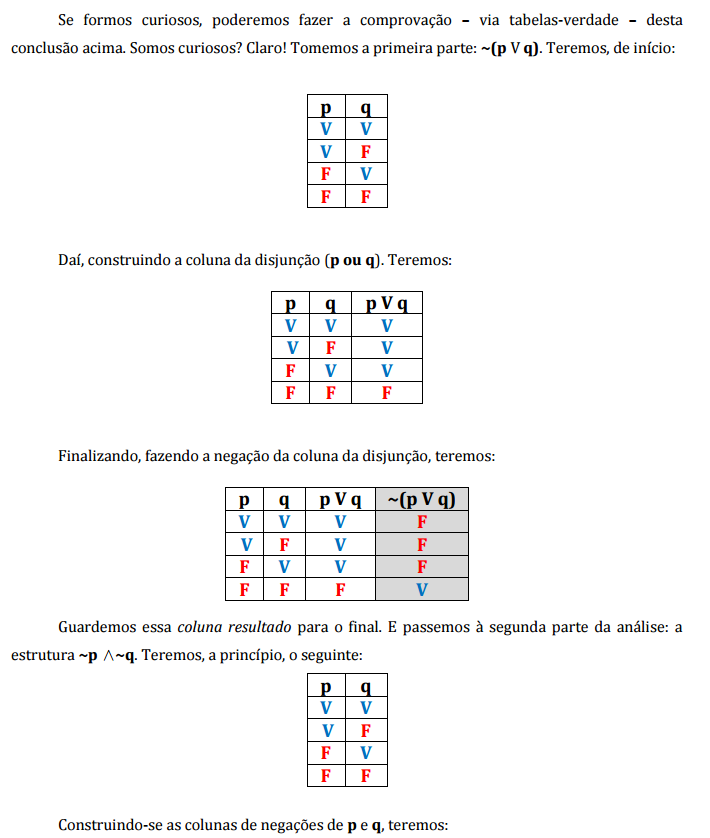 Se formos curiosos, poderemos fazer a comprovação – via tabelas-verdade – desta
conclusão acima. Somos curiosos? Claro! Tomemos a primeira parte: ~(p V q). Teremos, de início:
p q
V V
V F
F V
F F
Daí, construindo a coluna da disjunção (p ou q). Teremos:
p q p V q
V V V
V F V
F V V
F F F
Finalizando, fazendo a negação da coluna da disjunção, teremos:
p q p V q ~(p V q)
V V V F
V F V F
F V V F
F F F V
Guardemos essa coluna resultado para o final. E passemos à segunda parte da análise: a
estrutura ~p ∧~q. Teremos, a princípio, o seguinte:
p q
V V
V F
F V
F F
Construindo-se as colunas de negações de p e q, teremos: